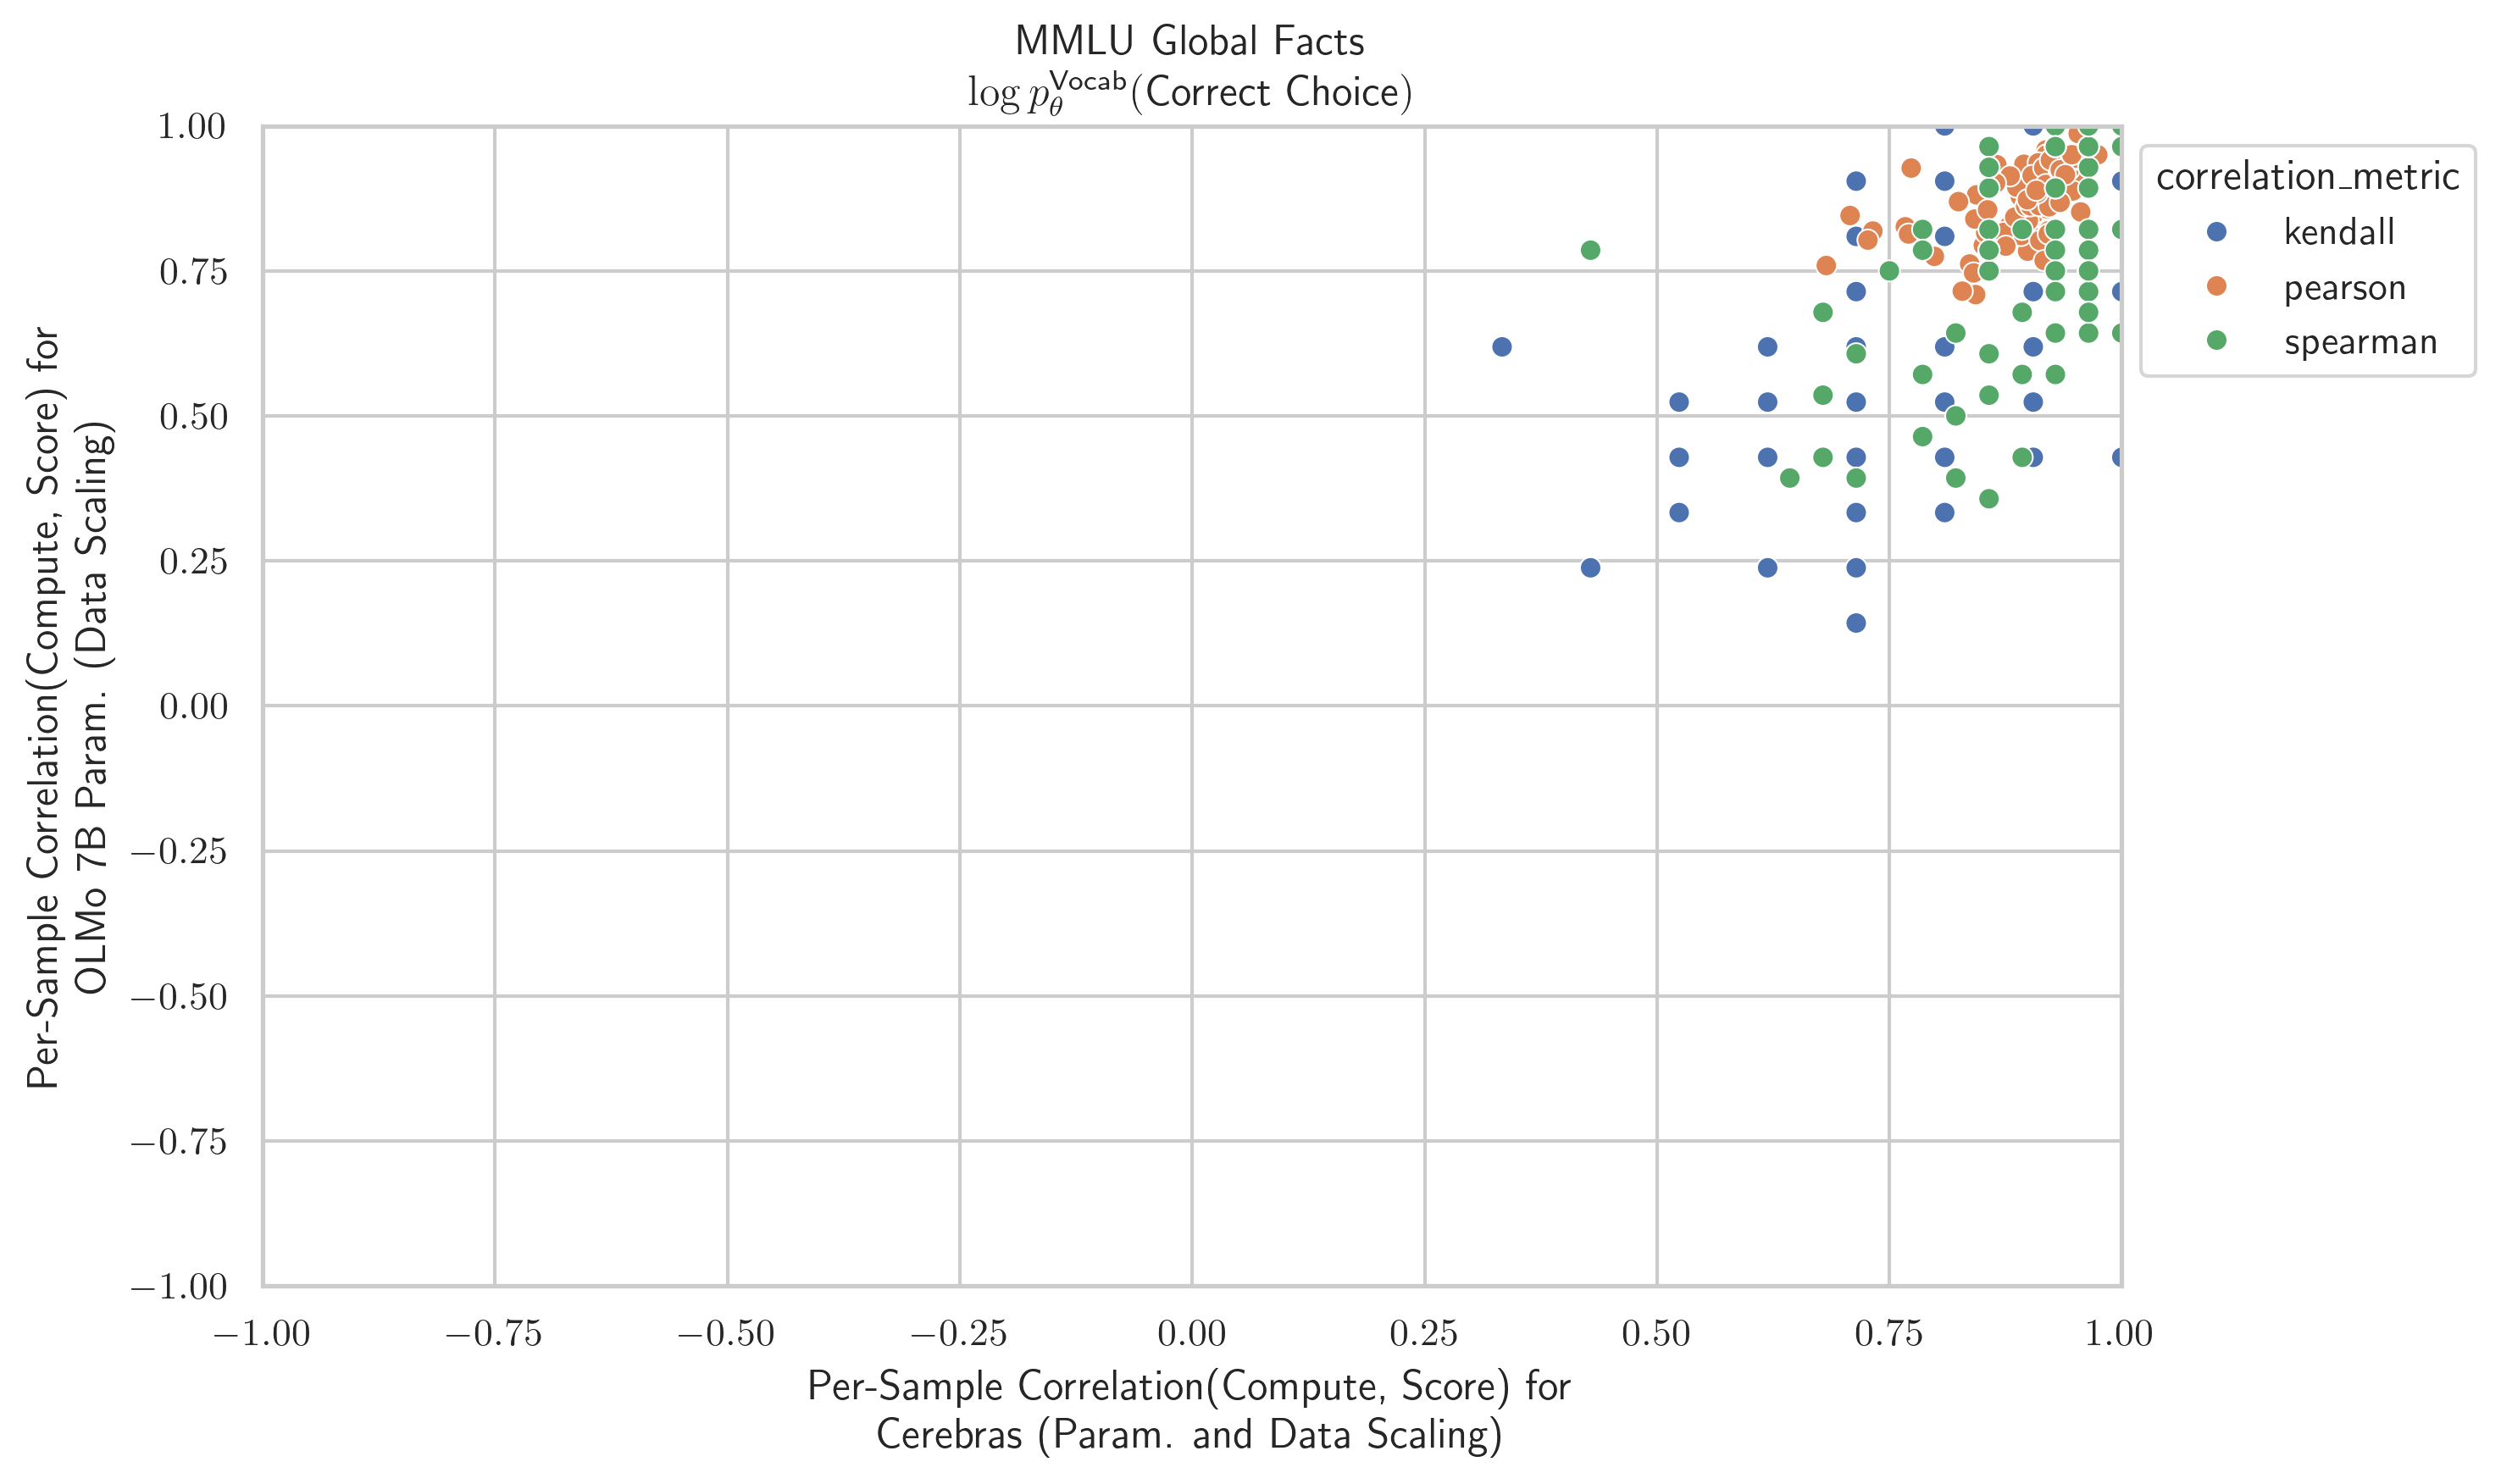 MMLU Global Facts
log p_θ^Vocab(Correct Choice)
Per-Sample Correlation(Compute, Score) for
OLMo 7B Param. (Data Scaling)
1.00
0.75
0.50
0.25
0.00
−0.25
−0.50
−0.75
−1.00
−1.00 −0.75 −0.50 −0.25 0.00 0.25 0.50 0.75 1.00
Per-Sample Correlation(Compute, Score) for
Cerebras (Param. and Data Scaling)
correlation_metric
kendall
pearson
spearman